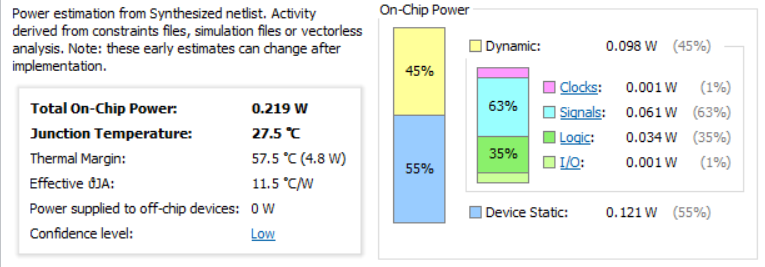 Power estimation from Synthesized netlist. Activity
derived from constraints files, simulation files or vectorless
analysis. Note: these early estimates can change after
implementation.
Total On-Chip Power: 0.219 W
Junction Temperature: 27.5 °C
Thermal Margin: 57.5 °C (4.8 W)
Effective ϑJA: 11.5 °C/W
Power supplied to off-chip devices: 0 W
Confidence level: Low
On-Chip Power
45%
55%
Dynamic: 0.098 W (45%)
63%
35%
Clocks: 0.001 W (1%)
Signals: 0.061 W (63%)
Logic: 0.034 W (35%)
I/O: 0.001 W (1%)
Device Static: 0.121 W (55%)